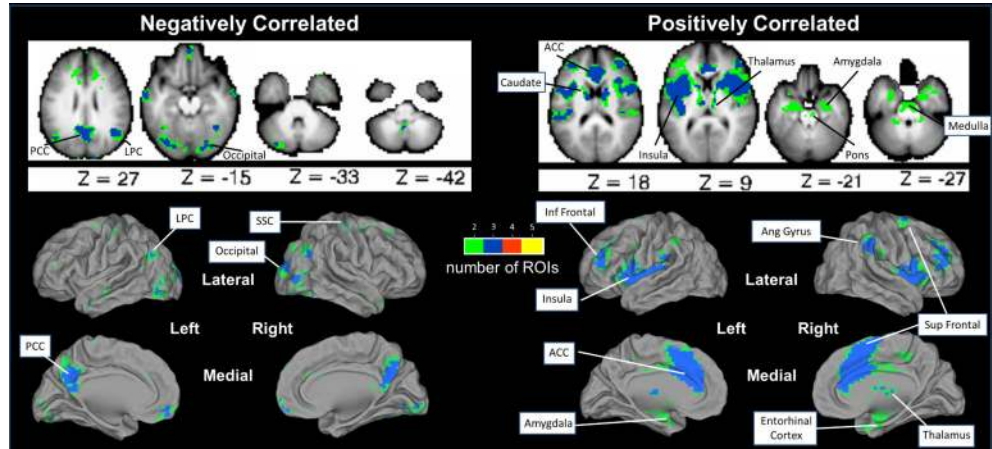 Negatively Correlated
PCC
LPC
Occipital
Z = 27 Z = -15 Z = -33 Z = -42
LPC
SSC
Occipital
Lateral
Left Right
PCC
Medial
2 3 4 5
number of ROIs
Positively Correlated
ACC
Thalamus
Amygdala
Caudate
Insula
Pons
Medulla
Z = 18 Z = 9 Z = -21 Z = -27
Inf Frontal
Ang Gyrus
Lateral
Insula
Left Right
Sup Frontal
ACC
Medial
Amygdala
Entorhinal
Cortex
Thalamus